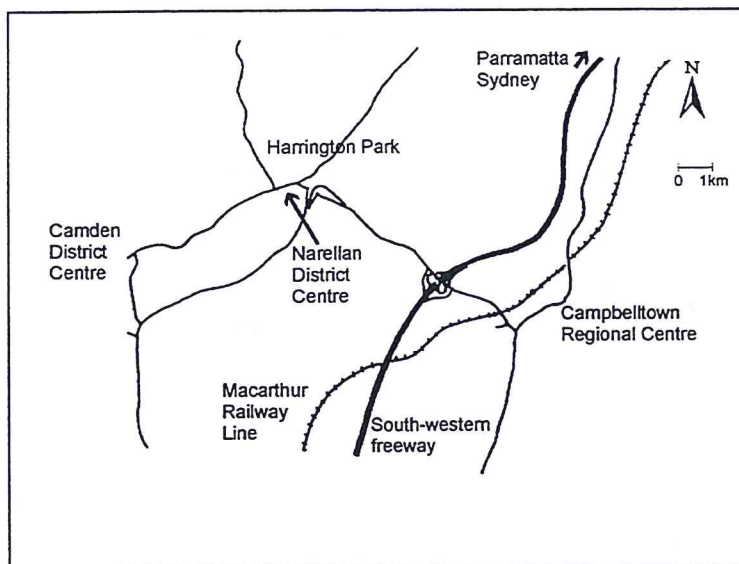 Parramatta
Sydney
N
Harrington Park
0 1km
Camden
District
Centre
Narellan
District
Centre
Campbelltown
Regional Centre
Macarthur
Railway
Line
South-western
freeway